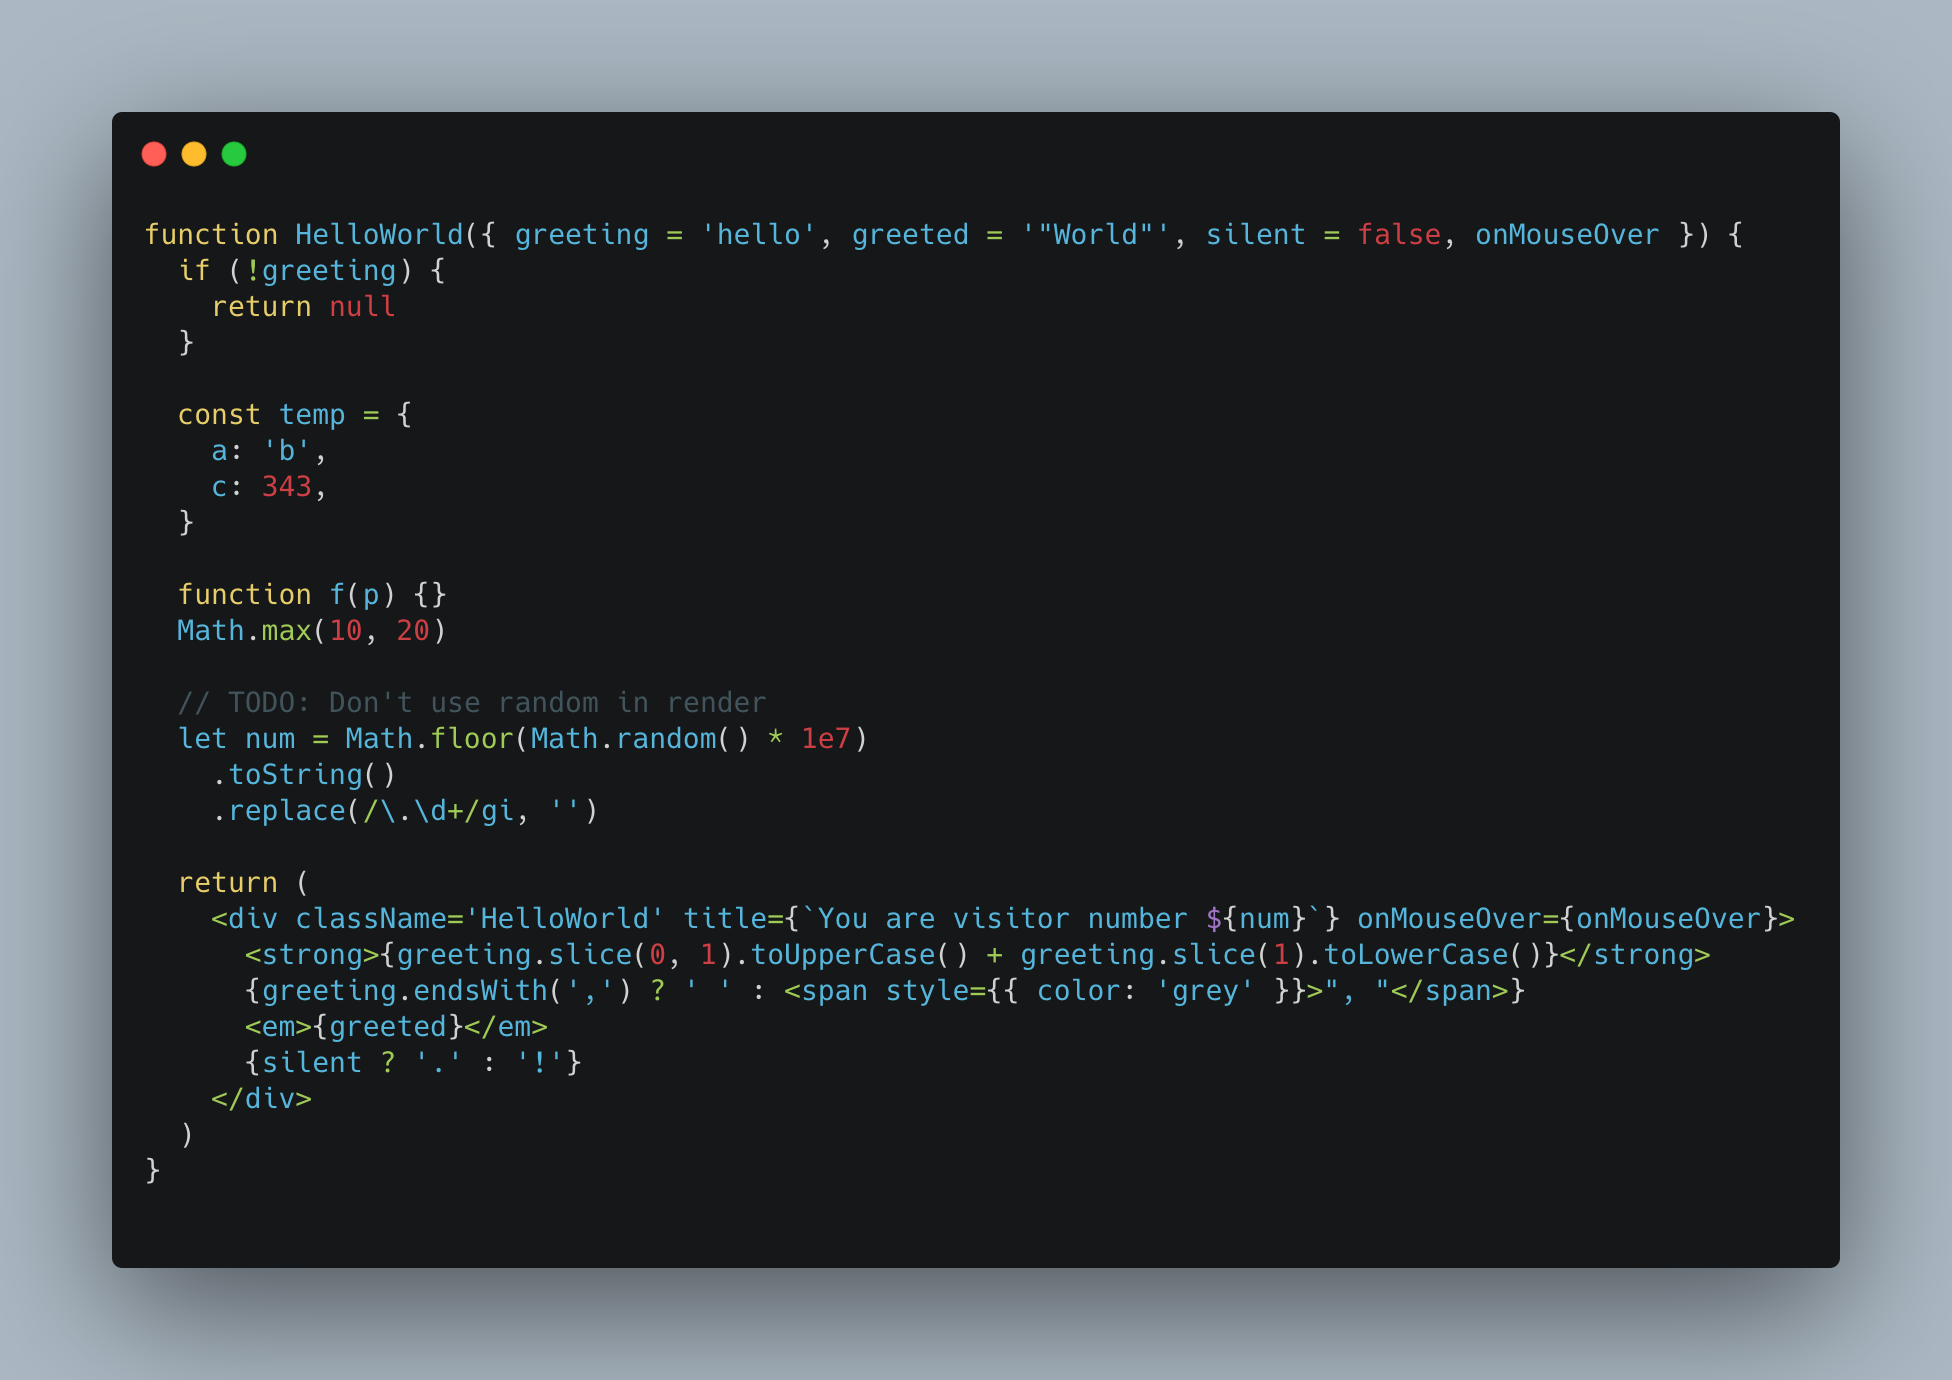 function HelloWorld({ greeting = 'hello', greeted = '"World"', silent = false, onMouseOver }) {
  if (!greeting) {
    return null
  }

  const temp = {
    a: 'b',
    c: 343,
  }

  function f(p) {}
  Math.max(10, 20)

  // TODO: Don't use random in render
  let num = Math.floor(Math.random() * 1e7)
    .toString()
    .replace(/\.\d+/gi, '')

  return (
    <div className='HelloWorld' title={`You are visitor number ${num}`} onMouseOver={onMouseOver}>
      <strong>{greeting.slice(0, 1).toUpperCase() + greeting.slice(1).toLowerCase()}</strong>
      {greeting.endsWith(',') ? ' ' : <span style={{ color: 'grey' }}>", "</span>}
      <em>{greeted}</em>
      {silent ? '.' : '!'}
    </div>
  )
}